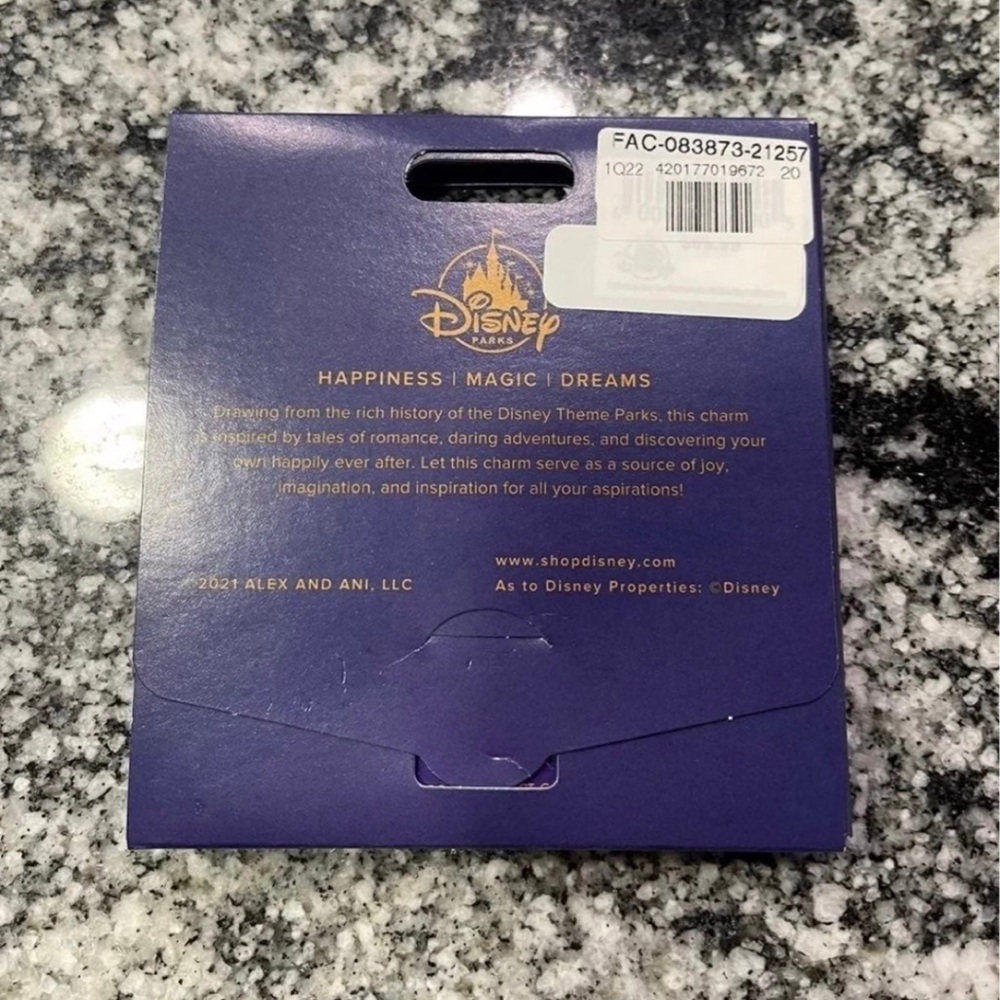 FAC-083873-21257
1Q22 420177019672 20
Disney
PARKS
HAPPINESS | MAGIC | DREAMS
Drawing from the rich history of the Disney Theme Parks, this charm
is inspired by tales of romance, daring adventures, and discovering your
own happily ever after. Let this charm serve as a source of joy,
imagination, and inspiration for all your aspirations!
www.shopdisney.com
©2021 ALEX AND ANI, LLC
As to Disney Properties: ©Disney